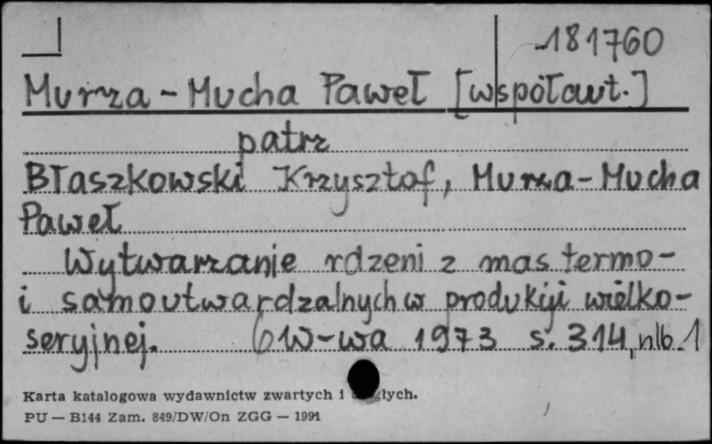 181760
Murza-Mucha Paweł [współaut.]
patrz
Błaszkowski Krzysztof, Murza-Mucha
Paweł
Wytwarzanie rdzeni z mas termo-
i samoutwardzalnych w produkcji wielko-
seryjnej. W-wa 1973 s. 314, nlb. 1
Karta katalogowa wydawnictw zwartych i
PU — B144 Zam. 849/DW/On ZGG — 1991